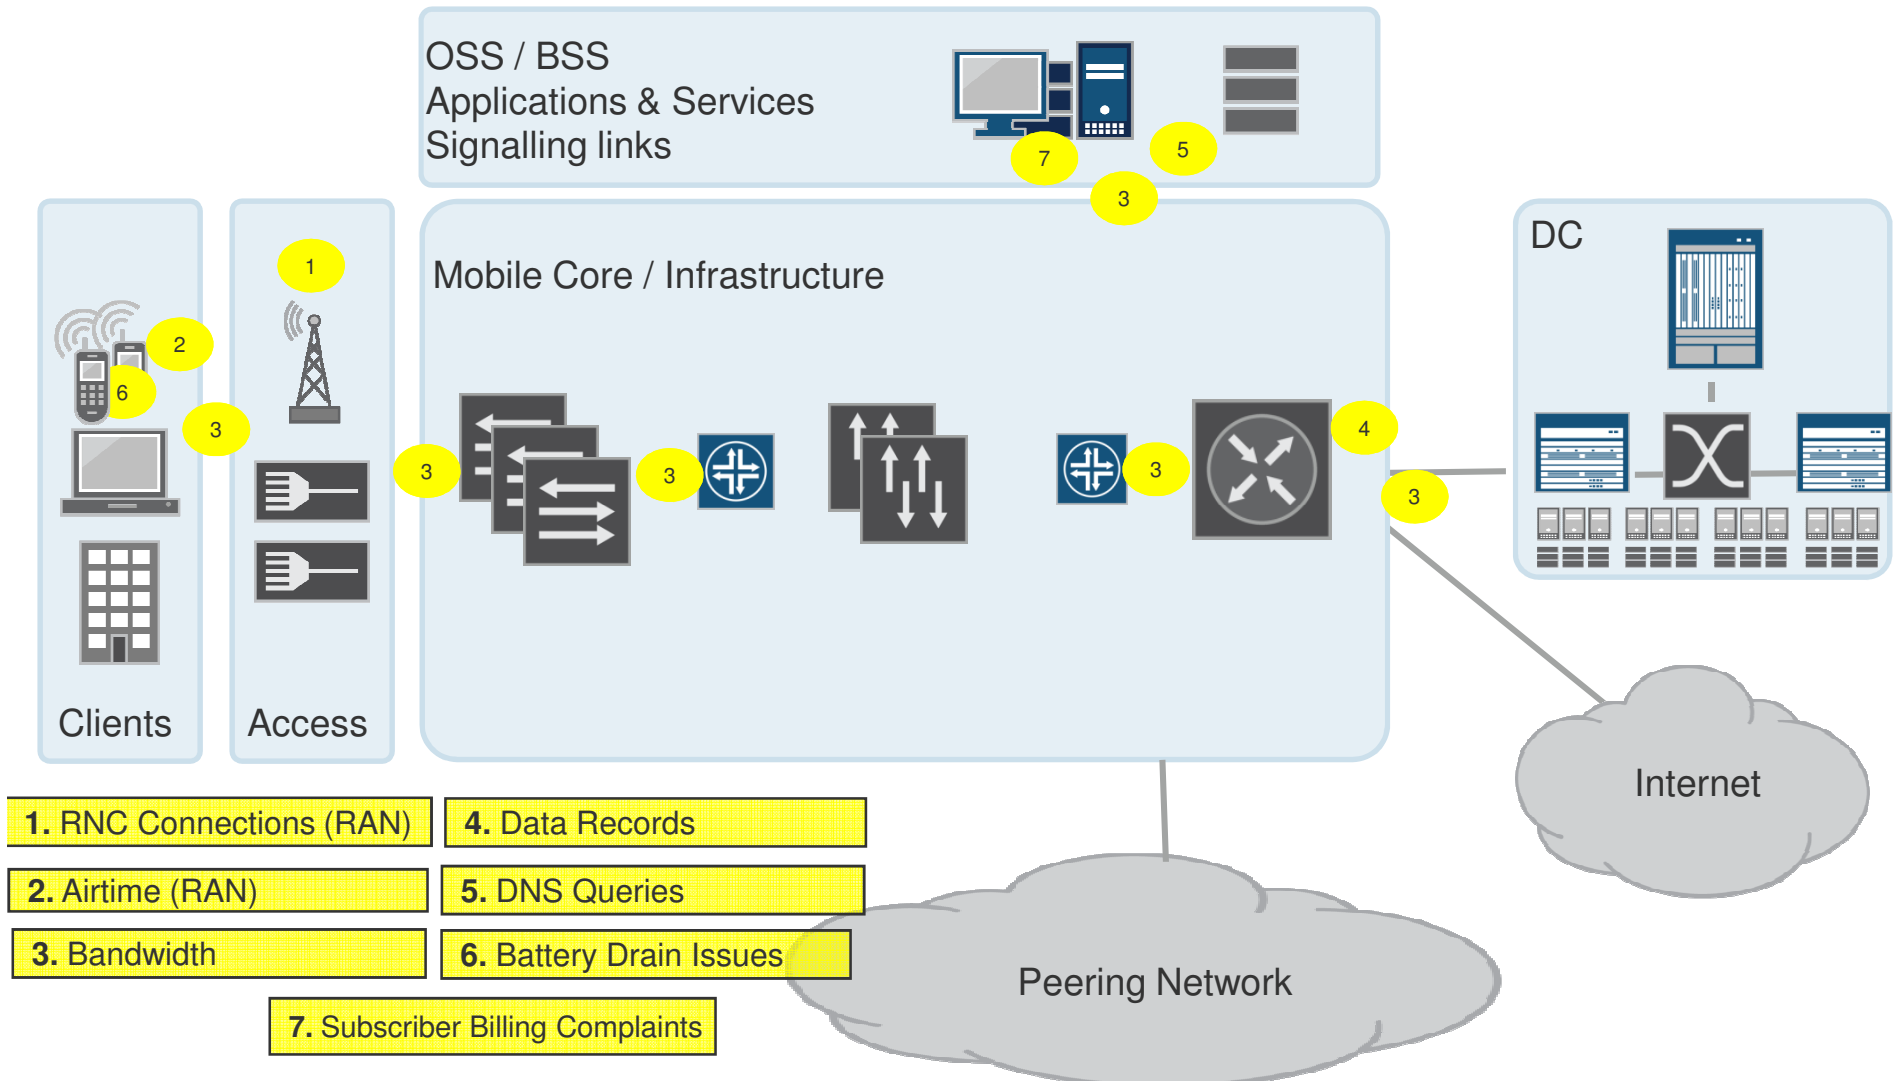 OSS / BSS
Applications & Services
Signalling links
7
5
3
DC
1
Mobile Core / Infrastructure
2
6
3
3
3
3
4
3
Clients
Access
Internet
1. RNC Connections (RAN)
4. Data Records
2. Airtime (RAN)
5. DNS Queries
3. Bandwidth
6. Battery Drain Issues
Peering Network
7. Subscriber Billing Complaints